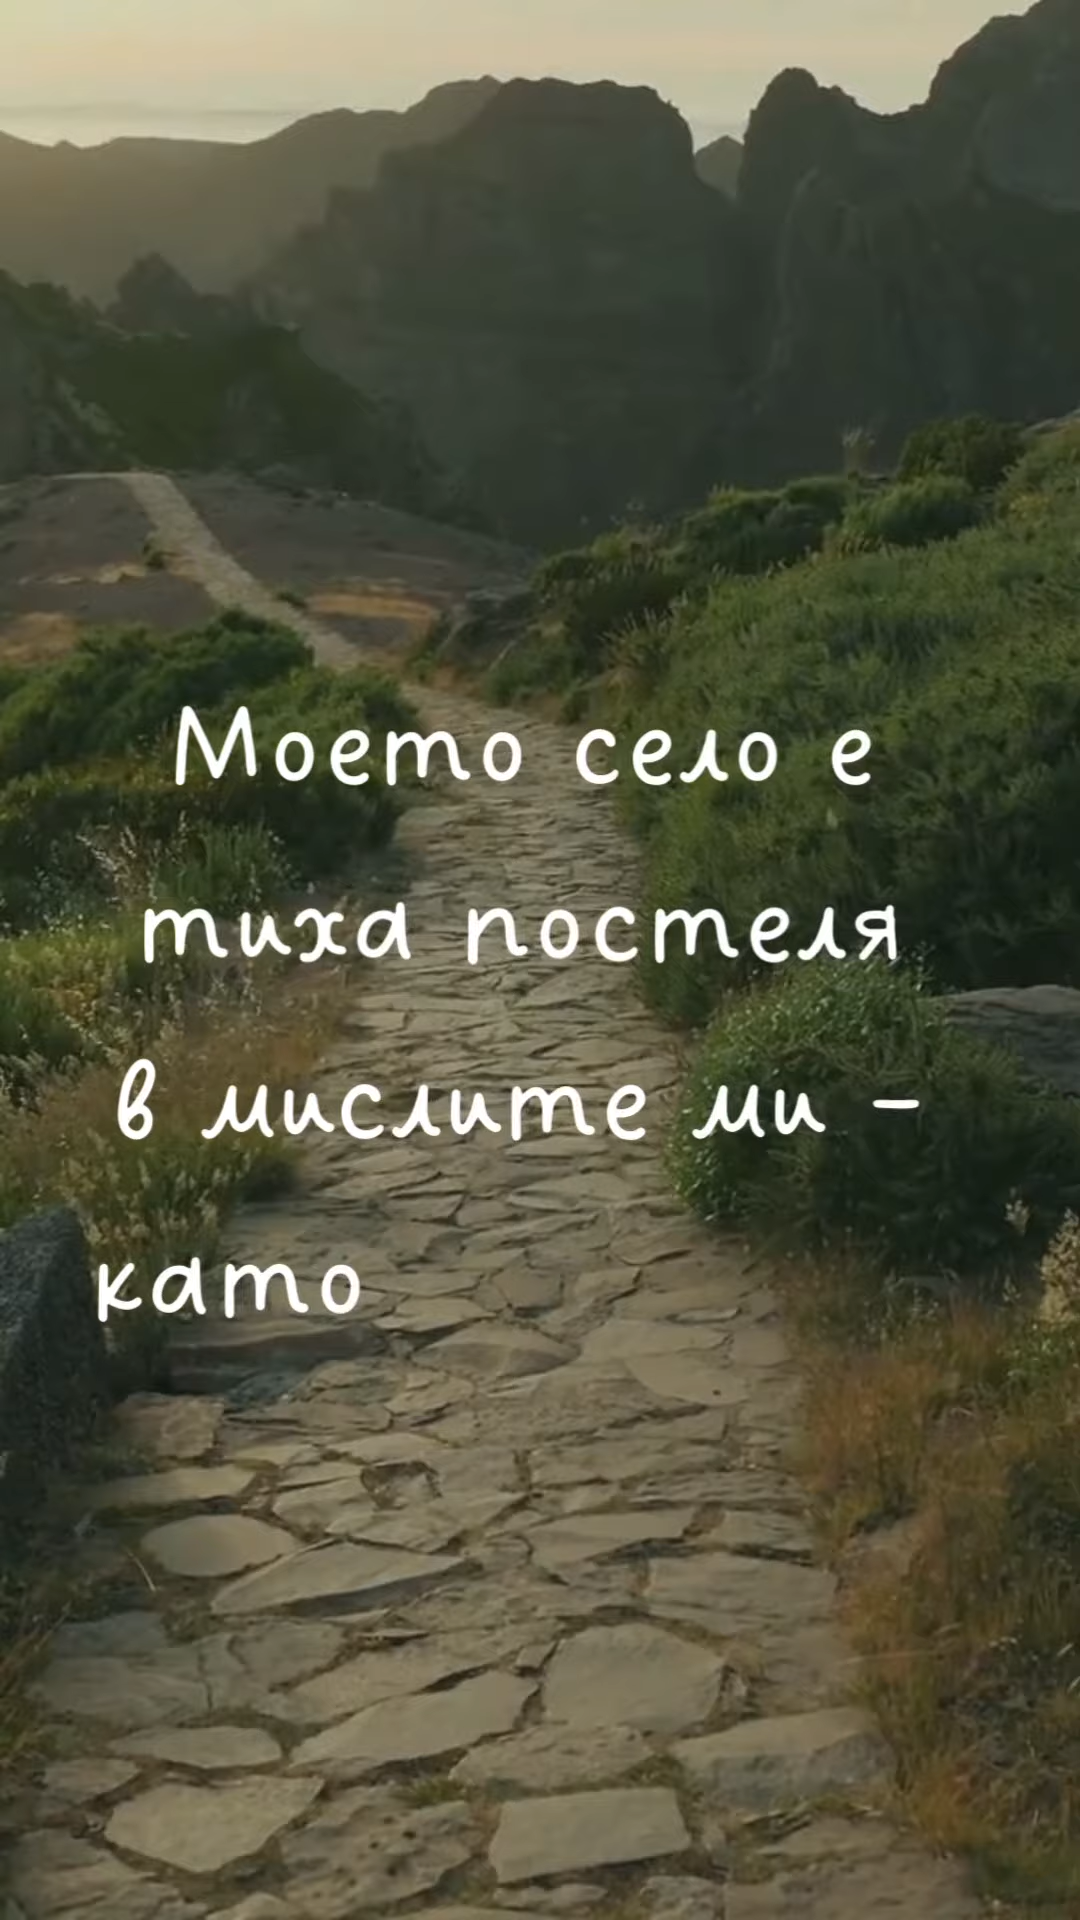 Моето село е
тиха постеля
в мислите ми -
като